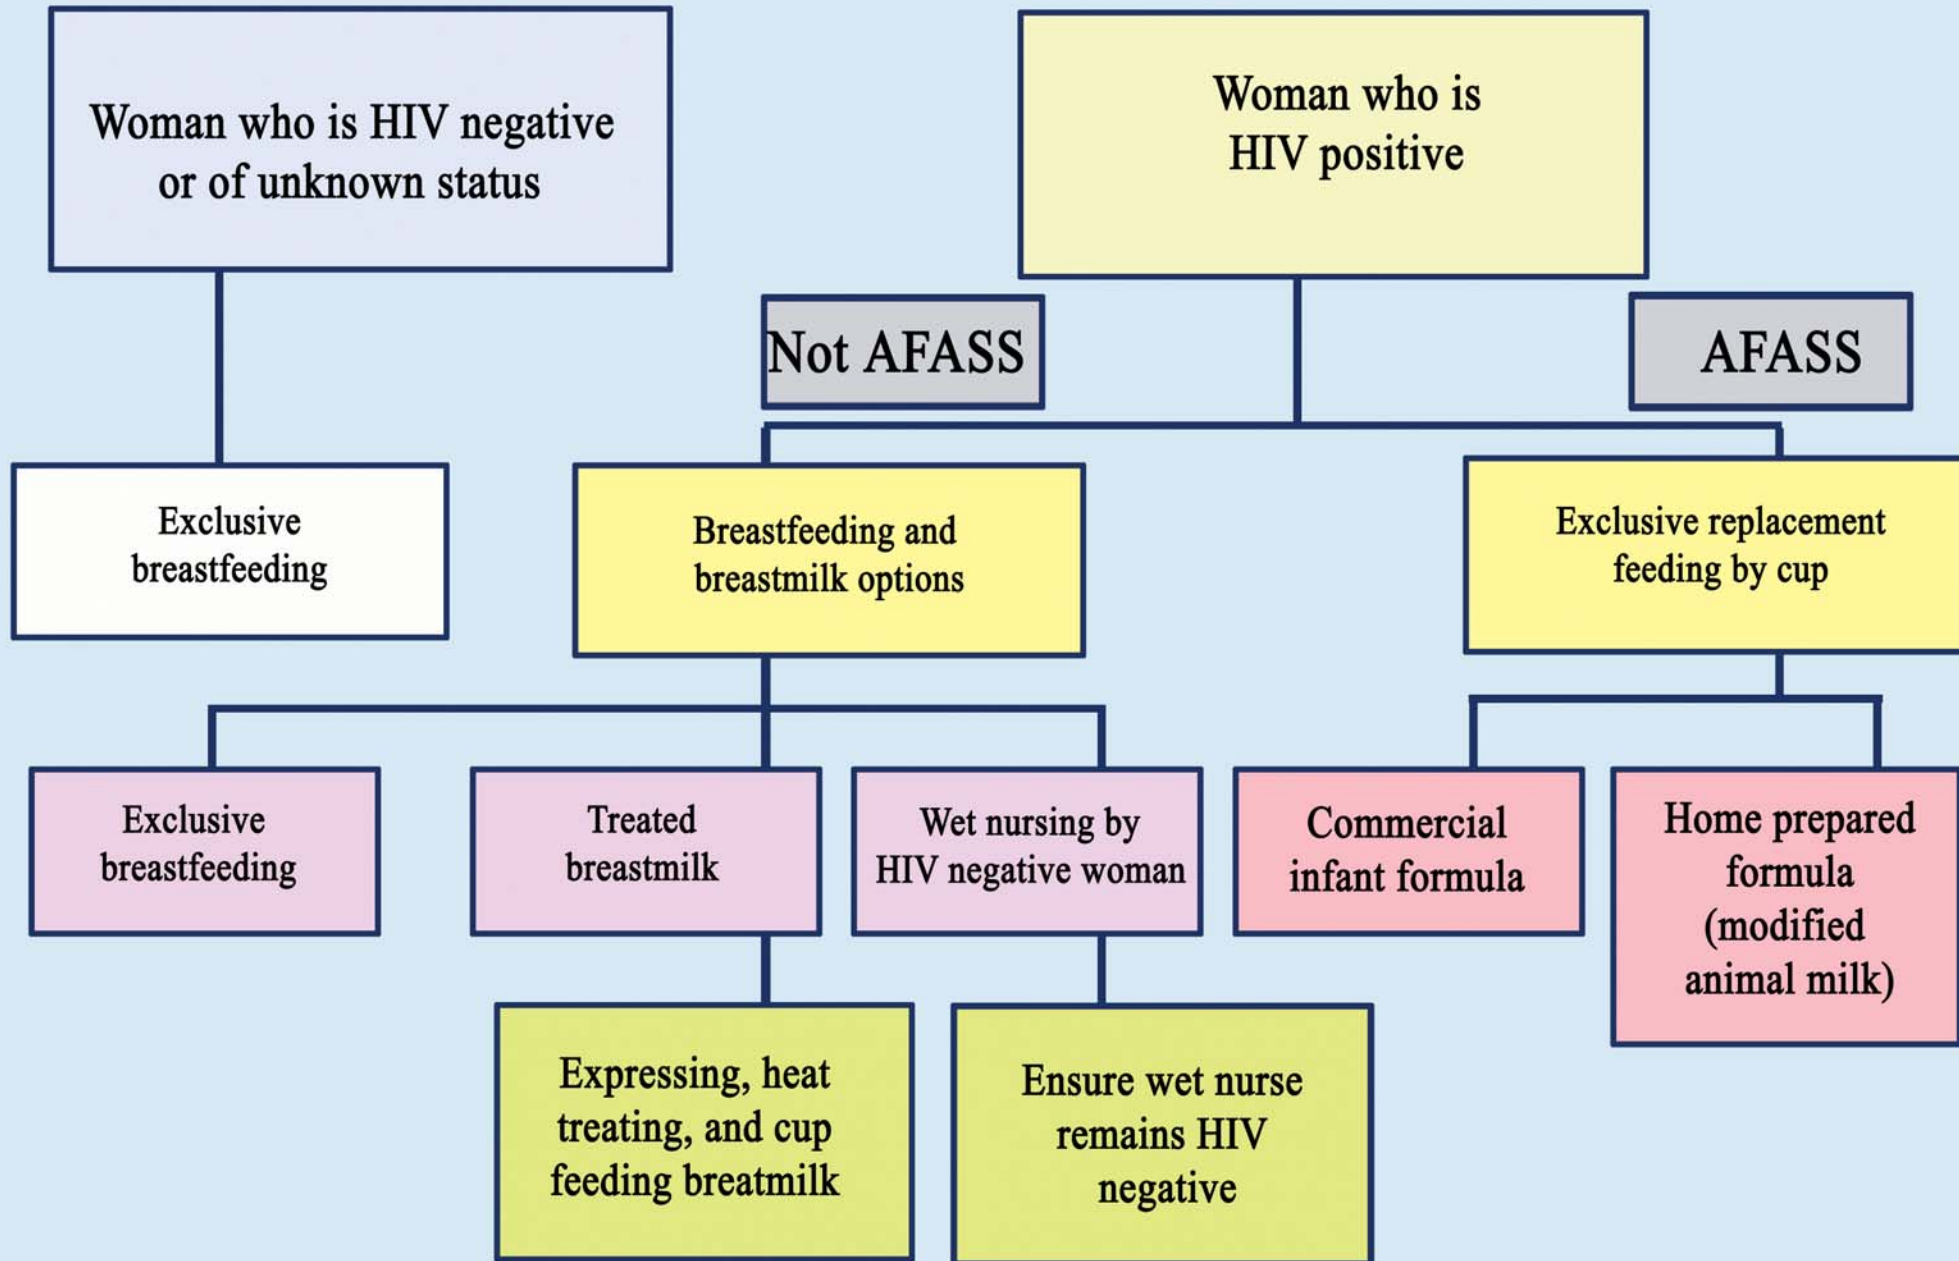 Woman who is HIV negative
or of unknown status
Woman who is
HIV positive
Not AFASS
AFASS
Exclusive
breastfeeding
Breastfeeding and
breastmilk options
Exclusive replacement
feeding by cup
Exclusive
breastfeeding
Treated
breastmilk
Wet nursing by
HIV negative woman
Commercial
infant formula
Home prepared
formula
(modified
animal milk)
Expressing, heat
treating, and cup
feeding breatmilk
Ensure wet nurse
remains HIV
negative